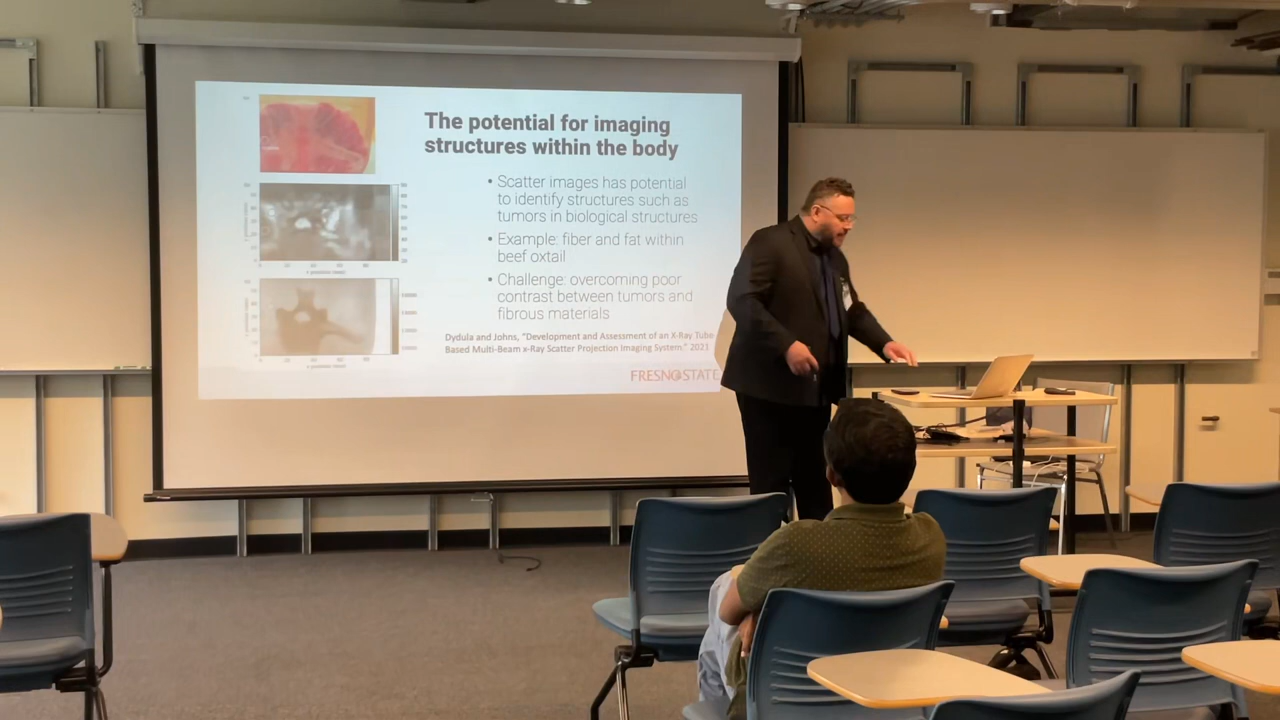 The potential for imaging
structures within the body
• Scatter images has potential
to identify structures such as
tumors in biological structures
• Example: fiber and fat within
beef oxtail
• Challenge: overcoming poor
contrast between tumors and
fibrous materials
Dydula and Johns, "Development and Assessment of an X-Ray Tube
Based Multi-Beam x-Ray Scatter Projection Imaging System." 2021
FRESNO STATE